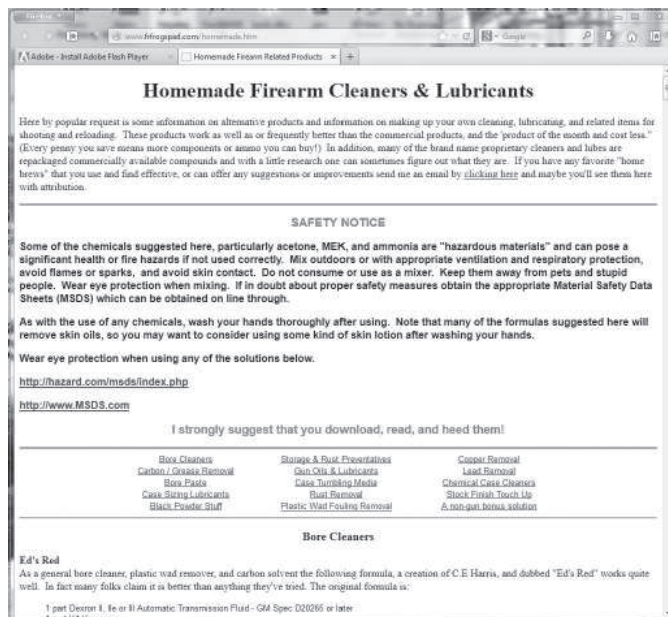 Firefox
www.frfrogspad.com/homemade.htm
Google
Adobe - Install Adobe Flash Player
Homemade Firearm Related Products
Homemade Firearm Cleaners & Lubricants
Here by popular request is some information on alternative products and information on making up your own cleaning, lubricating, and related items for
shooting and reloading. These products work as well as or frequently better than the commercial products, and the 'product of the month and cost less."
(Every penny you save means more components or ammo you can buy!) In addition, many of the brand name proprietary cleaners and lubes are
repackaged commercially available compounds and with a little research one can sometimes figure out what they are. If you have any favorite "home
brews" that you use and find effective, or can offer any suggestions or improvements send me an email by clicking here and maybe you'll see them here
with attribution.
SAFETY NOTICE
Some of the chemicals suggested here, particularly acetone, MEK, and ammonia are "hazardous materials" and can pose a
significant health or fire hazards if not used correctly. Mix outdoors or with appropriate ventilation and respiratory protection,
avoid flames or sparks, and avoid skin contact. Do not consume or use as a mixer. Keep them away from pets and stupid
people. Wear eye protection when mixing. If in doubt about proper safety measures obtain the appropriate Material Safety Data
Sheets (MSDS) which can be obtained on line through.
As with the use of any chemicals, wash your hands thoroughly after using. Note that many of the formulas suggested here will
remove skin oils, so you may want to consider using some kind of skin lotion after washing your hands.
Wear eye protection when using any of the solutions below.
http://hazard.com/msds/index.php
http://www.MSDS.com
I strongly suggest that you download, read, and heed them!
Bore Cleaners Storage & Rust Preventatives Copper Removal
Carbon / Grease Removal Gun Oils & Lubricants Lead Removal
Bore Paste Case Tumbling Media Chemical Case Cleaners
Case Sizing Lubricants Rust Removal Stock Finish Touch Up
Black Powder Stuff Plastic Wad Fouling Removal A non-gun bonus solution
Bore Cleaners
Ed's Red
As a general bore cleaner, plastic wad remover, and carbon solvent the following formula, a creation of C.E Harris, and dubbed "Ed's Red" works quite
well. In fact many folks claim it is better than anything they've tried. The original formula is:
1 part Dexron II, IIe or III Automatic Transmission Fluid - GM Spec D20265 or later